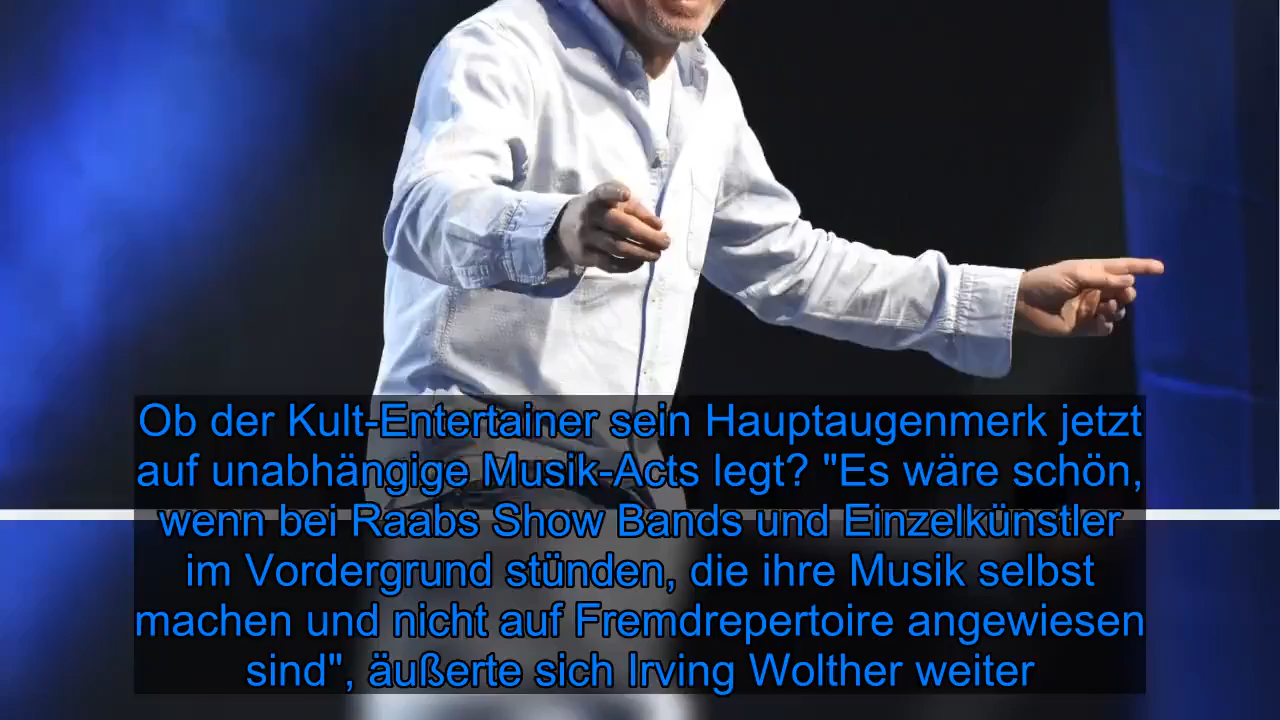 Ob der Kult-Entertainer sein Hauptaugenmerk jetzt
auf unabhängige Musik-Acts legt? "Es wäre schön,
wenn bei Raabs Show Bands und Einzelkünstler
im Vordergrund stünden, die ihre Musik selbst
machen und nicht auf Fremdrepertoire angewiesen
sind", äußerte sich Irving Wolther weiter